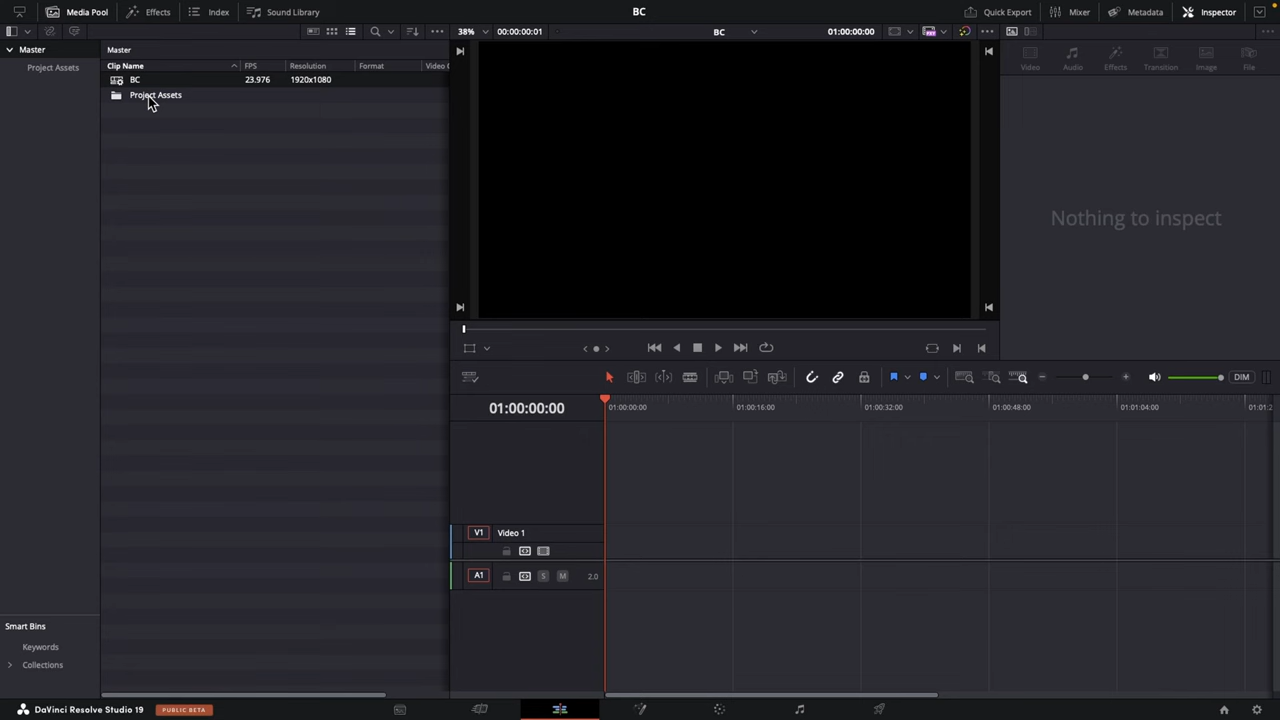 Media Pool
Effects
Index
Sound Library
BC
Quick Export
Mixer
Metadata
Inspector
38%
00:00:00:01
BC
01:00:00:00
Master
Master
Project Assets
Clip Name
FPS
Resolution
Format
Video C
BC
23.976
1920x1080
Project Assets
Video
Audio
Effects
Transition
Image
File
Nothing to inspect
DIM
01:00:00:00
01:00:00:00
01:00:16:00
01:00:32:00
01:00:48:00
01:01:04:00
01:01:2
V1
Video 1
A1
S
M
2.0
Smart Bins
Keywords
Collections
DaVinci Resolve Studio 19
PUBLIC BETA